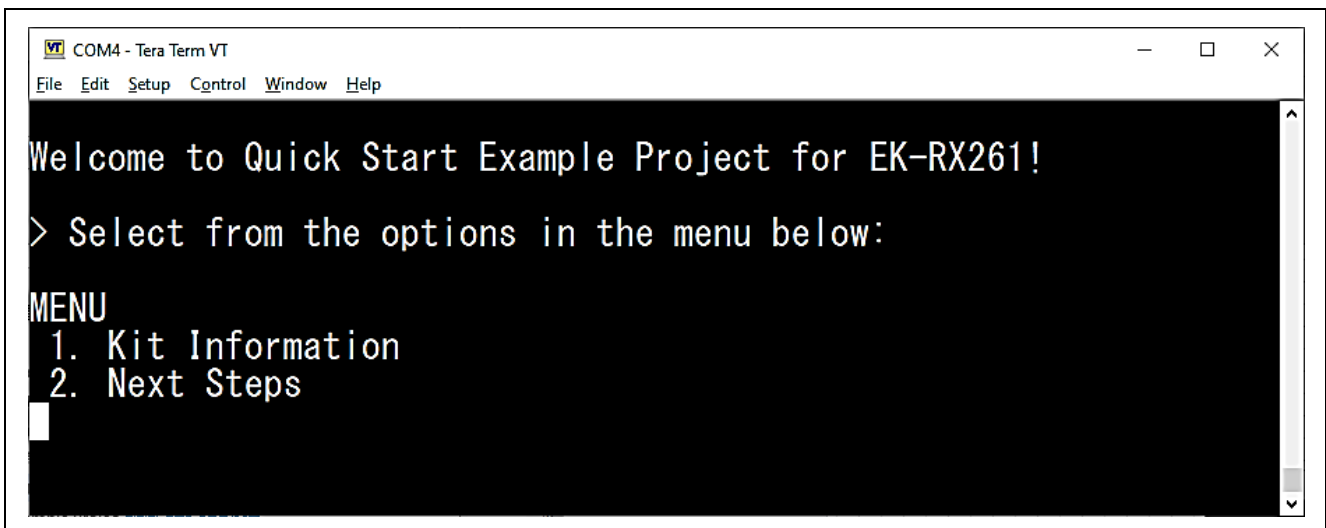 COM4 - Tera Term VT
File Edit Setup Control Window Help
Welcome to Quick Start Example Project for EK-RX261!
> Select from the options in the menu below:
MENU
1. Kit Information
2. Next Steps